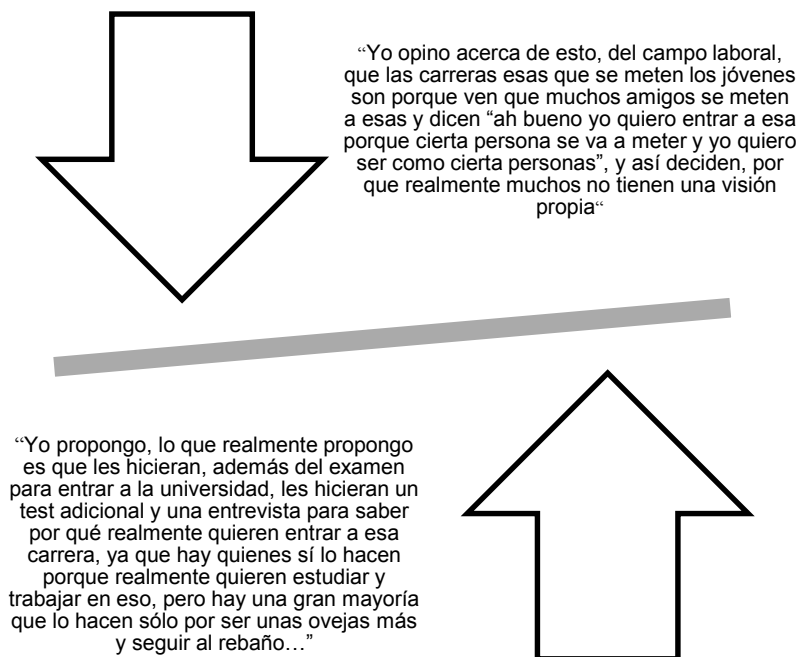 “Yo opino acerca de esto, del campo laboral,
que las carreras esas que se meten los jóvenes
son porque ven que muchos amigos se meten
a esas y dicen “ah bueno yo quiero entrar a esa
porque cierta persona se va a meter y yo quiero
ser como cierta personas”, y así deciden, por
que realmente muchos no tienen una visión
propia“
“Yo propongo, lo que realmente propongo
es que les hicieran, además del examen
para entrar a la universidad, les hicieran un
test adicional y una entrevista para saber
por qué realmente quieren entrar a esa
carrera, ya que hay quienes sí lo hacen
porque realmente quieren estudiar y
trabajar en eso, pero hay una gran mayoría
que lo hacen sólo por ser unas ovejas más
y seguir al rebaño…”